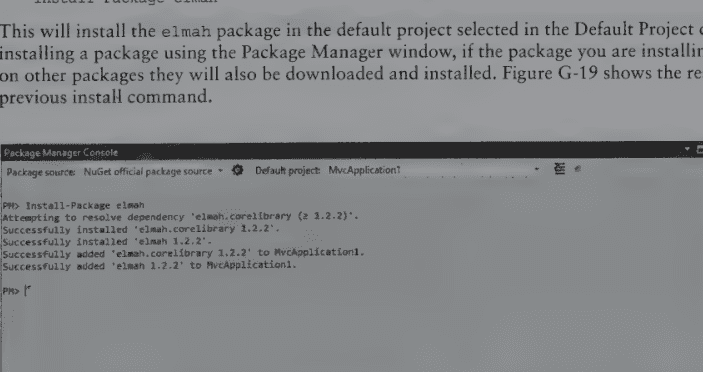 Install-Package elmah
This will install the elmah package in the default project selected in the Default Project
installing a package using the Package Manager window, if the package you are
on other packages they will also be downloaded and installed. Figure G-19 shows the
previous install command.
Package Manager Console
Package source: NuGet official package source Default project: MvcApplication1
PM> Install-Package elmah
Attempting to resolve dependency 'elmah.corelibrary (≥ 1.2.2)'.
Successfully installed 'elmah.corelibrary 1.2.2'.
Successfully installed 'elmah 1.2.2'.
Successfully added 'elmah.corelibrary 1.2.2' to MvcApplication1.
Successfully added 'elmah 1.2.2' to MvcApplication1.
PM>